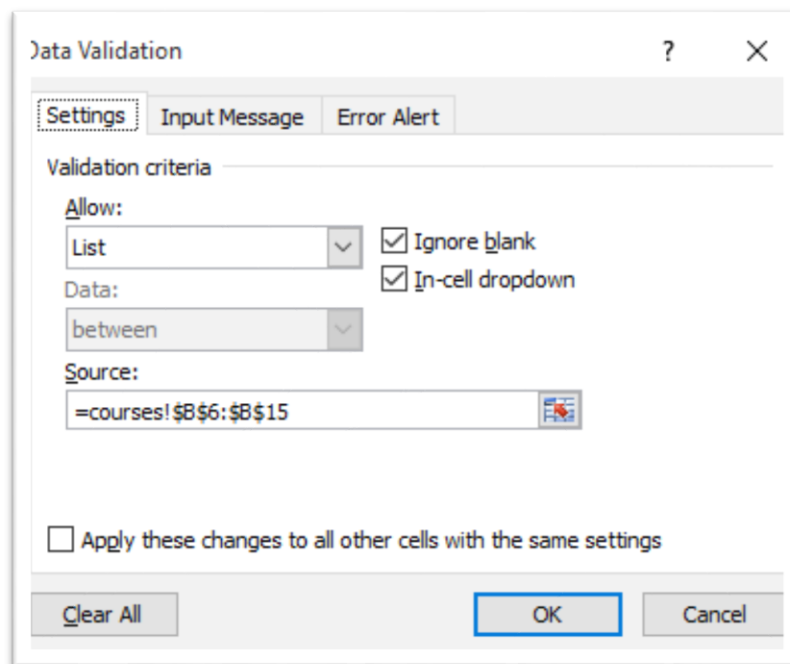 Data Validation ?
Settings Input Message Error Alert
Validation criteria
Allow:
List Ignore blank
In-cell dropdown
Data:
between
Source:
=courses!$B$6:$B$15
Apply these changes to all other cells with the same settings
Clear All OK Cancel